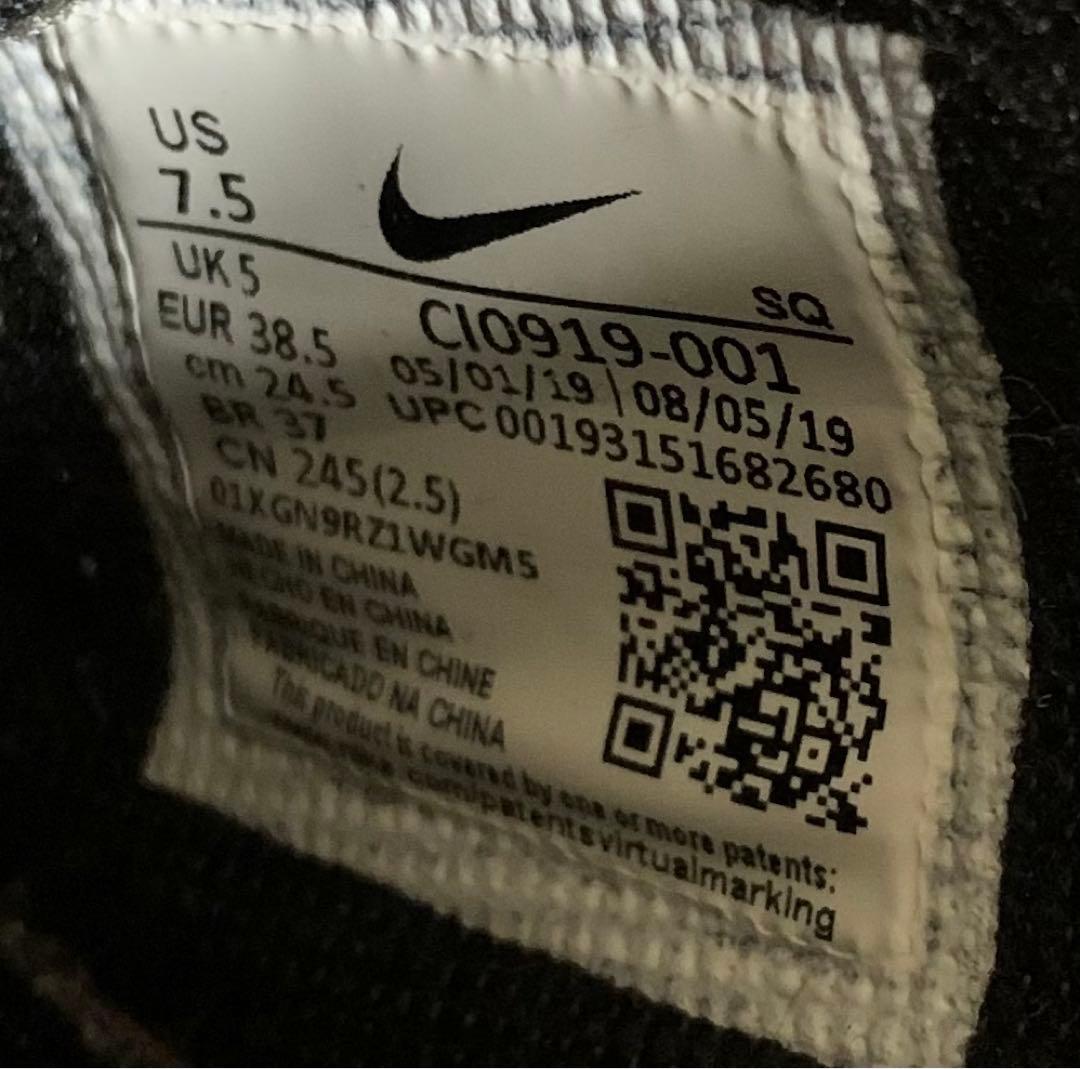 US
7.5
SQ
UK 5
CI0919-001
EUR 38.5
05/01/19 | 08/05/19
cm 24.5
UPC 00193151682680
BR 37
CN 245(2.5)
01XGN9RZ1WGM5
MADE IN CHINA
HECHO EN CHINA
FABRIQUE EN CHINE
FABRICADO NA CHINA
This product is covered by one or more patents:
.com/patentsvirtualmarking